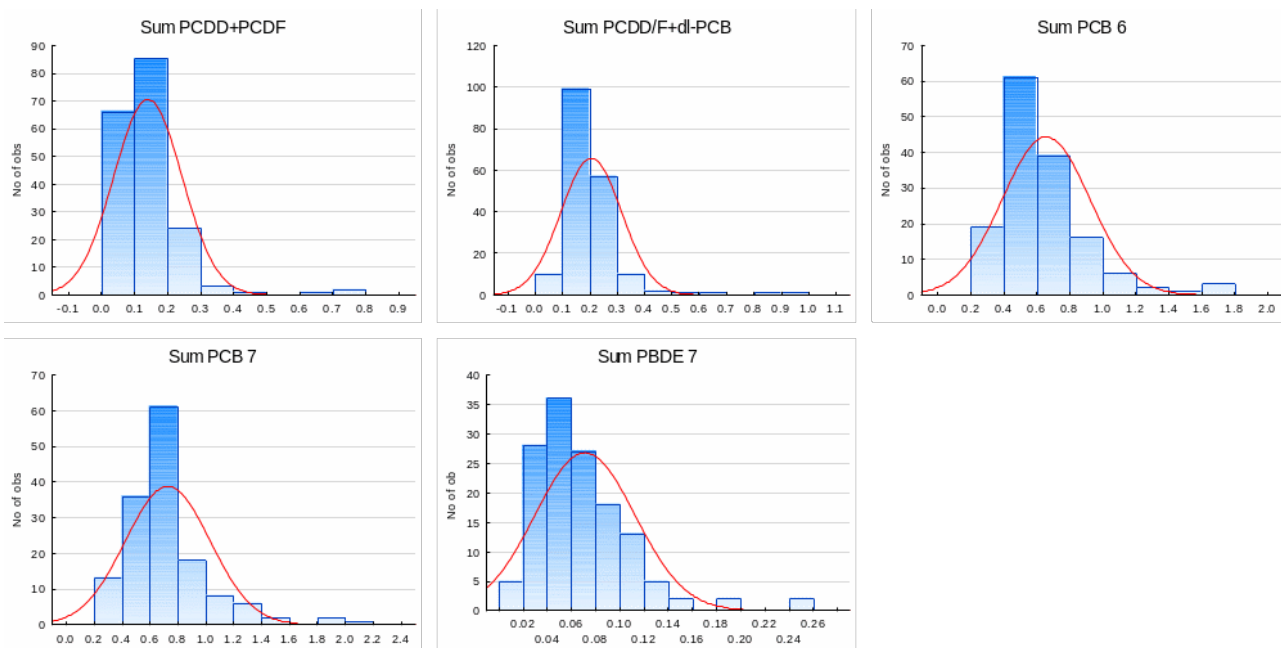 Sum PCDD+PCDF
90
80
70
60
50
40
30
20
10
0
No of obs
-0.1 0.0 0.1 0.2 0.3 0.4 0.5 0.6 0.7 0.8 0.9
Sum PCDD/F+dl-PCB
120
100
80
60
40
20
0
No of obs
-0.1 0.0 0.1 0.2 0.3 0.4 0.5 0.6 0.7 0.8 0.9 1.0 1.1
Sum PCB 6
70
60
50
40
30
20
10
0
No of obs
0.0 0.2 0.4 0.6 0.8 1.0 1.2 1.4 1.6 1.8 2.0
Sum PCB 7
70
60
50
40
30
20
10
0
No of obs
0.0 0.2 0.4 0.6 0.8 1.0 1.2 1.4 1.6 1.8 2.0 2.2 2.4
Sum PBDE 7
40
35
30
25
20
15
10
5
0
No of ob
0.02 0.06 0.10 0.14 0.18 0.22 0.26
0.04 0.08 0.12 0.16 0.20 0.24